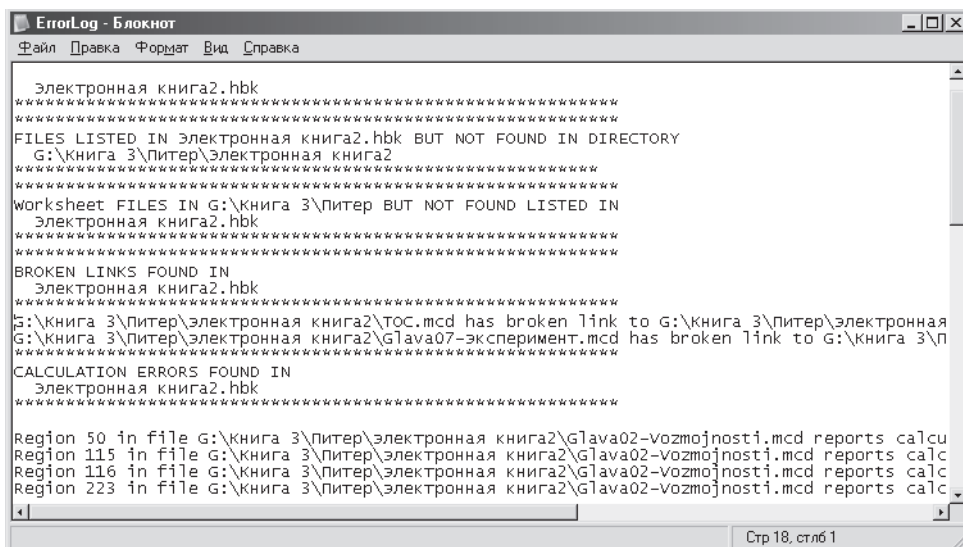 ErrorLog - Блокнот
Файл Правка Формат Вид Справка
Электронная книга2.hbk
************************************************************
************************************************************
FILES LISTED IN Электронная книга2.hbk BUT NOT FOUND IN DIRECTORY
G:\Книга 3\Питер\Электронная книга2
**********************************************************
************************************************************
Worksheet FILES IN G:\Книга 3\Питер BUT NOT FOUND LISTED IN
Электронная книга2.hbk
************************************************************
************************************************************
BROKEN LINKS FOUND IN
Электронная книга2.hbk
************************************************************
G:\Книга 3\Питер\электронная книга2\TOC.mcd has broken link to G:\Книга 3\Питер\электронная
G:\Книга 3\Питер\электронная книга2\Glava07-эксперимент.mcd has broken link to G:\Книга 3\П
************************************************************
CALCULATION ERRORS FOUND IN
Электронная книга2.hbk
************************************************************
Region 50 in file G:\Книга 3\Питер\электронная книга2\Glava02-Vozmojnosti.mcd reports calcu
Region 115 in file G:\Книга 3\Питер\электронная книга2\Glava02-Vozmojnosti.mcd reports calc
Region 116 in file G:\Книга 3\Питер\электронная книга2\Glava02-Vozmojnosti.mcd reports calc
Region 223 in file G:\Книга 3\Питер\электронная книга2\Glava02-Vozmojnosti.mcd reports calc
Стр 18, стлб 1